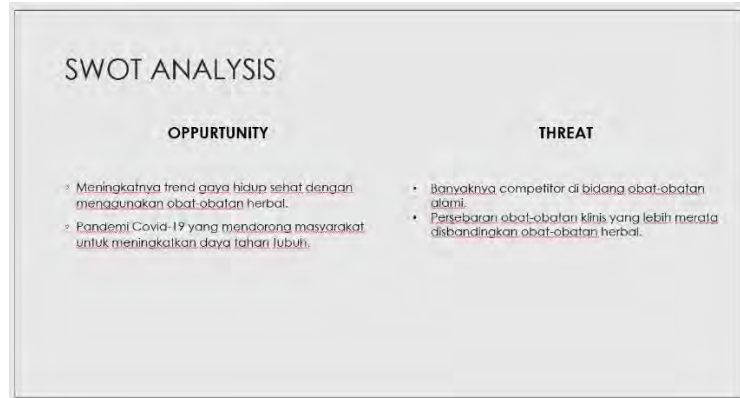 SWOT ANALYSIS
OPPURTUNITY
Meningkatnya trend gaya hidup sehat dengan
menggunakan obat-obatan herbal.
Pandemi Covid-19 yang mendorong masyarakat
untuk meningkatkan daya tahan tubuh.
THREAT
Banyaknya competitor di bidang obat-obatan
alami.
Persebaran obat-obatan klinis yang lebih merata
disbandingkan obat-obatan herbal.